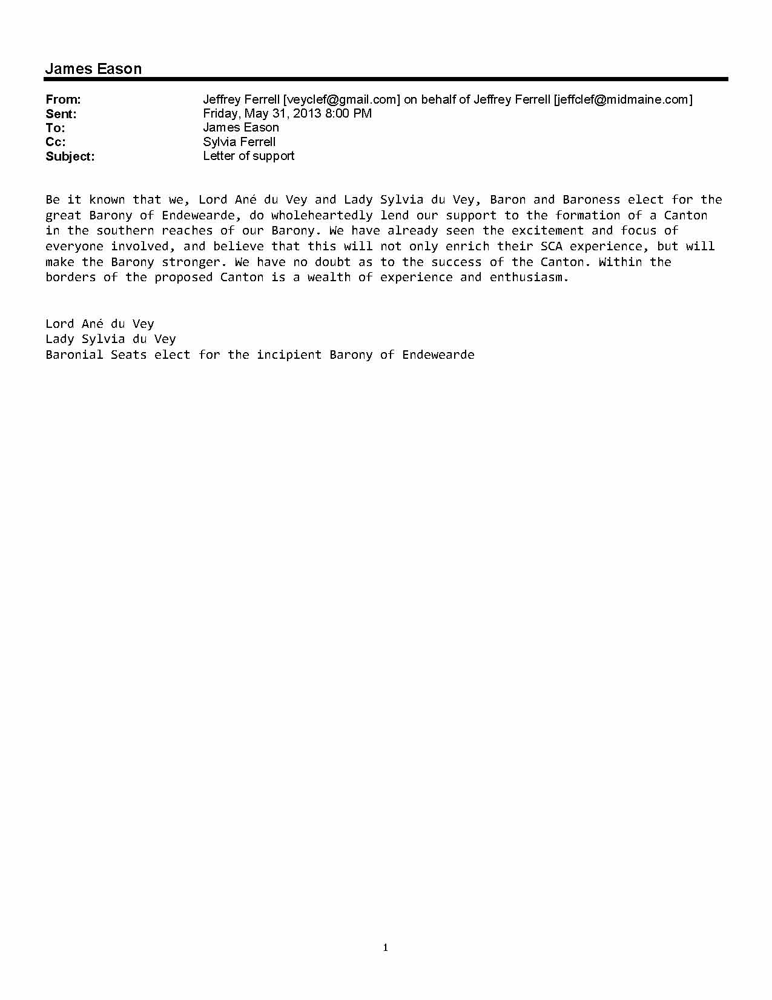 James Eason
From: Jeffrey Ferrell [veyclef@gmail.com] on behalf of Jeffrey Ferrell [jeffclef@midmaine.com]
Sent: Friday, May 31, 2013 8:00 PM
To: James Eason
Cc: Sylvia Ferrell
Subject: Letter of support
Be it known that we, Lord Ané du Vey and Lady Sylvia du Vey, Baron and Baroness elect for the
great Barony of Endewearde, do wholeheartedly lend our support to the formation of a Canton
in the southern reaches of our Barony. We have already seen the excitement and focus of
everyone involved, and believe that this will not only enrich their SCA experience, but will
make the Barony stronger. We have no doubt as to the success of the Canton. Within the
borders of the proposed Canton is a wealth of experience and enthusiasm.
Lord Ané du Vey
Lady Sylvia du Vey
Baronial Seats elect for the incipient Barony of Endewearde
1